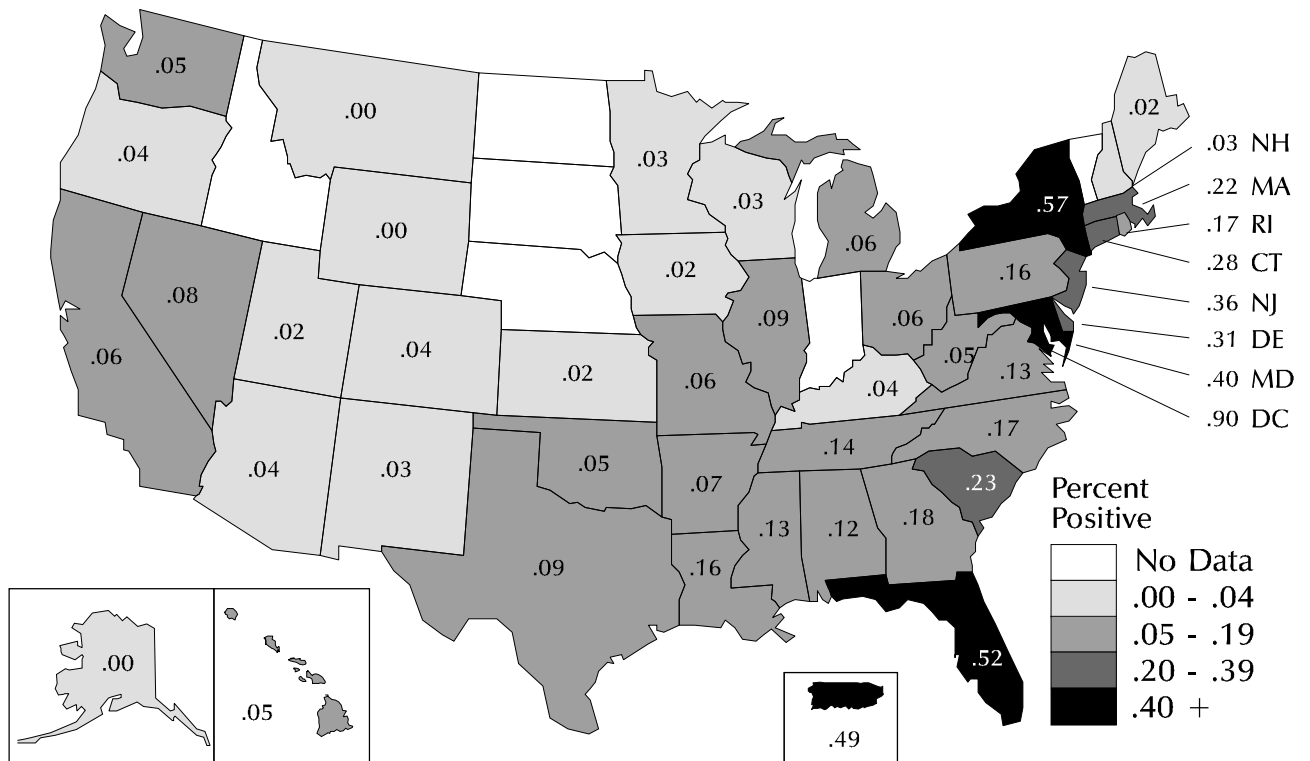 .05
.00
.02
.04
.03
.03 NH
.03
.22 MA
.57
.17 RI
.00
.06
.28 CT
.16
.02
.36 NJ
.08
.09
.06
.31 DE
.02
.04
.06
.05
.13
.40 MD
.02
.06
.04
.90 DC
.14
.17
.04
.03
.05
.07
.23
Percent
Positive
.13
.12
.18
.09
.16
No Data
.00 - .04
.05 - .19
.20 - .39
.40 +
.00
.05
.52
.49